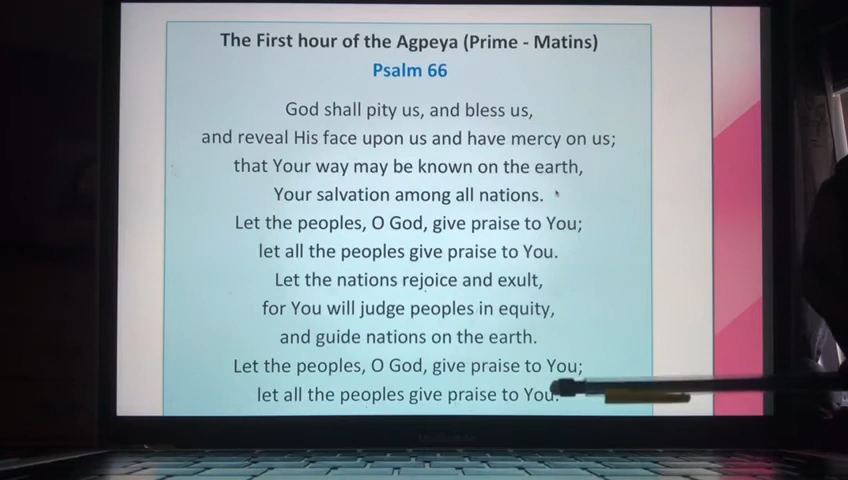 The First hour of the Agpeya (Prime - Matins)
Psalm 66
God shall pity us, and bless us,
and reveal His face upon us and have mercy on us;
that Your way may be known on the earth,
Your salvation among all nations.
Let the peoples, O God, give praise to You;
let all the peoples give praise to You.
Let the nations rejoice and exult,
for You will judge peoples in equity,
and guide nations on the earth.
Let the peoples, O God, give praise to You;
let all the peoples give praise to You.